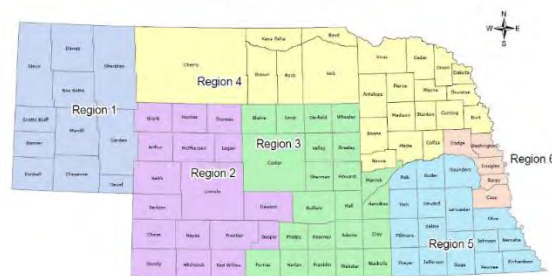 N
W E
S
Keya Paha
Boyd
Dawes
Sioux
Sheridan
Cherry
Knox
Cedar
Dixon
Dakota
Brown
Rock
Holt
Region 4
Box Butte
Antelope
Pierce
Wayne
Thurston
Region 1
Scotts Bluff
Morrill
Garden
Banner
Kimball
Cheyenne
Deuel
Grant
Hooker
Thomas
Blaine
Loup
Garfield
Wheeler
Madison
Stanton
Cuming
Burt
Boone
Platte
Colfax
Dodge
Washington
Nance
Region 3
Arthur
McPherson
Logan
Custer
Valley
Greeley
Region 6
Douglas
Sarpy
Region 2
Keith
Lincoln
Sherman
Howard
Merrick
Polk
Butler
Saunders
Cass
Perkins
Dawson
Buffalo
Hall
Hamilton
York
Seward
Lancaster
Otoe
Chase
Hayes
Frontier
Gosper
Phelps
Kearney
Adams
Clay
Fillmore
Saline
Region 5
Johnson
Nemaha
Dundy
Hitchcock
Red Willow
Furnas
Harlan
Franklin
Webster
Nuckolls
Thayer
Jefferson
Gage
Pawnee
Richardson